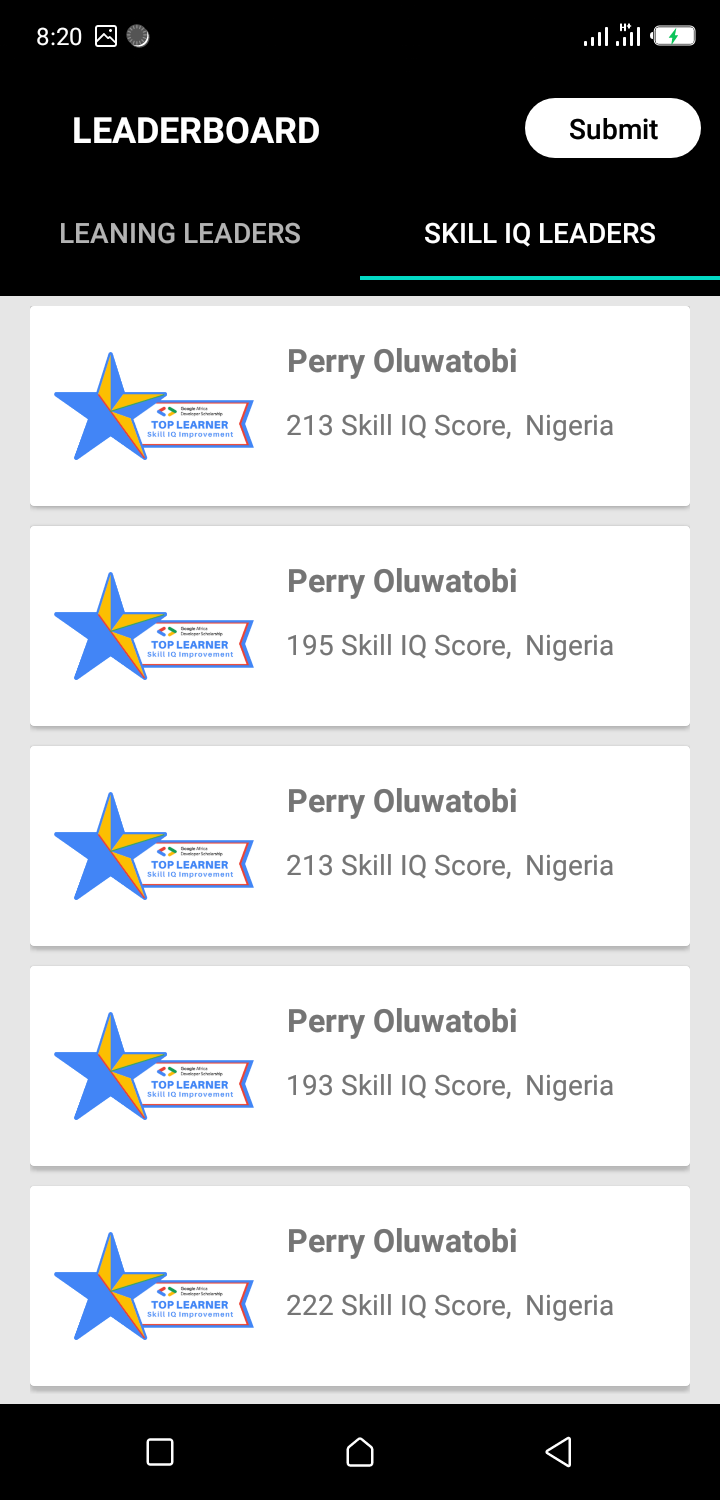 8:20
H+
LEADERBOARD
Submit
LEANING LEADERS
SKILL IQ LEADERS
Perry Oluwatobi
Google Africa
Developer Scholarship
TOP LEARNER
Skill IQ Improvement
213 Skill IQ Score,  Nigeria
Perry Oluwatobi
Google Africa
Developer Scholarship
TOP LEARNER
Skill IQ Improvement
195 Skill IQ Score,  Nigeria
Perry Oluwatobi
Google Africa
Developer Scholarship
TOP LEARNER
Skill IQ Improvement
213 Skill IQ Score,  Nigeria
Perry Oluwatobi
Google Africa
Developer Scholarship
TOP LEARNER
Skill IQ Improvement
193 Skill IQ Score,  Nigeria
Perry Oluwatobi
Google Africa
Developer Scholarship
TOP LEARNER
Skill IQ Improvement
222 Skill IQ Score,  Nigeria